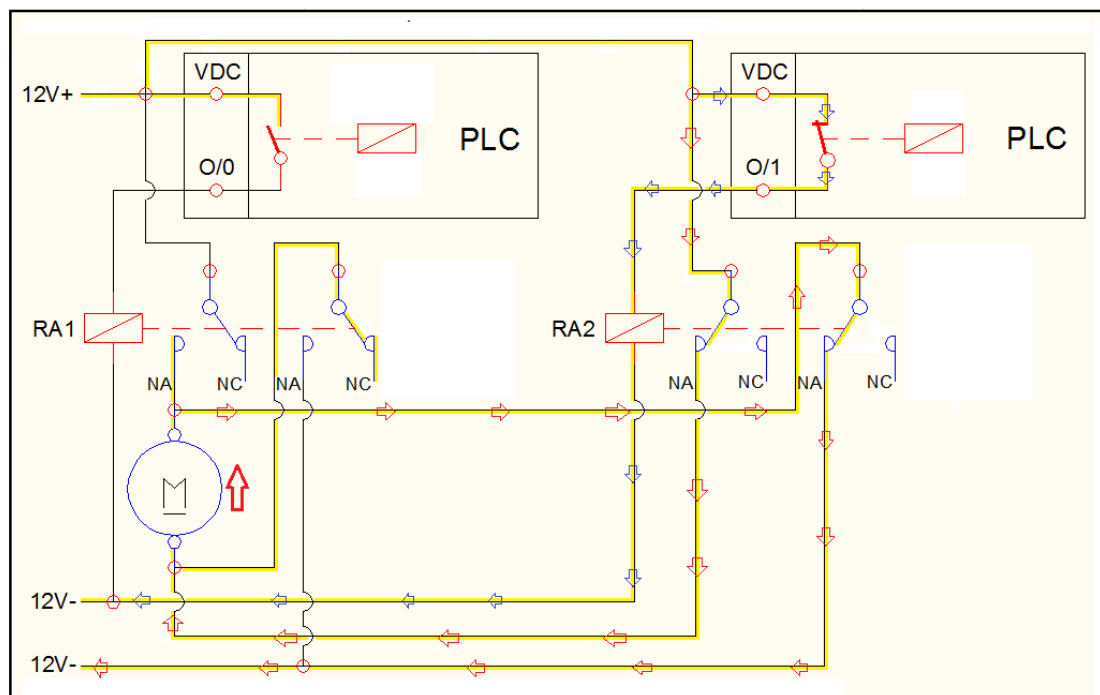 VDC
VDC
12V+
PLC
PLC
O/0
O/1
RA1
RA2
NA
NC
NA
NC
NA
NC
NA
NC
M
12V-
12V-